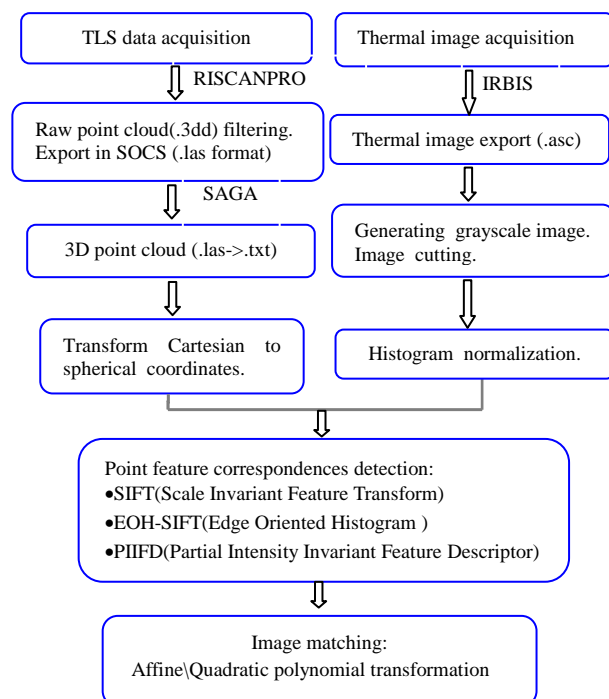 TLS data acquisition
RISCANPRO
Raw point cloud(.3dd) filtering.
Export in SOCS (.las format)
SAGA
3D point cloud (.las->.txt)
Transform Cartesian to
spherical coordinates.
Thermal image acquisition
IRBIS
Thermal image export (.asc)
Generating grayscale image.
Image cutting.
Histogram normalization.
Point feature correspondences detection:
•SIFT(Scale Invariant Feature Transform)
•EOH-SIFT(Edge Oriented Histogram )
•PIIFD(Partial Intensity Invariant Feature Descriptor)
Image matching:
Affine\Quadratic polynomial transformation